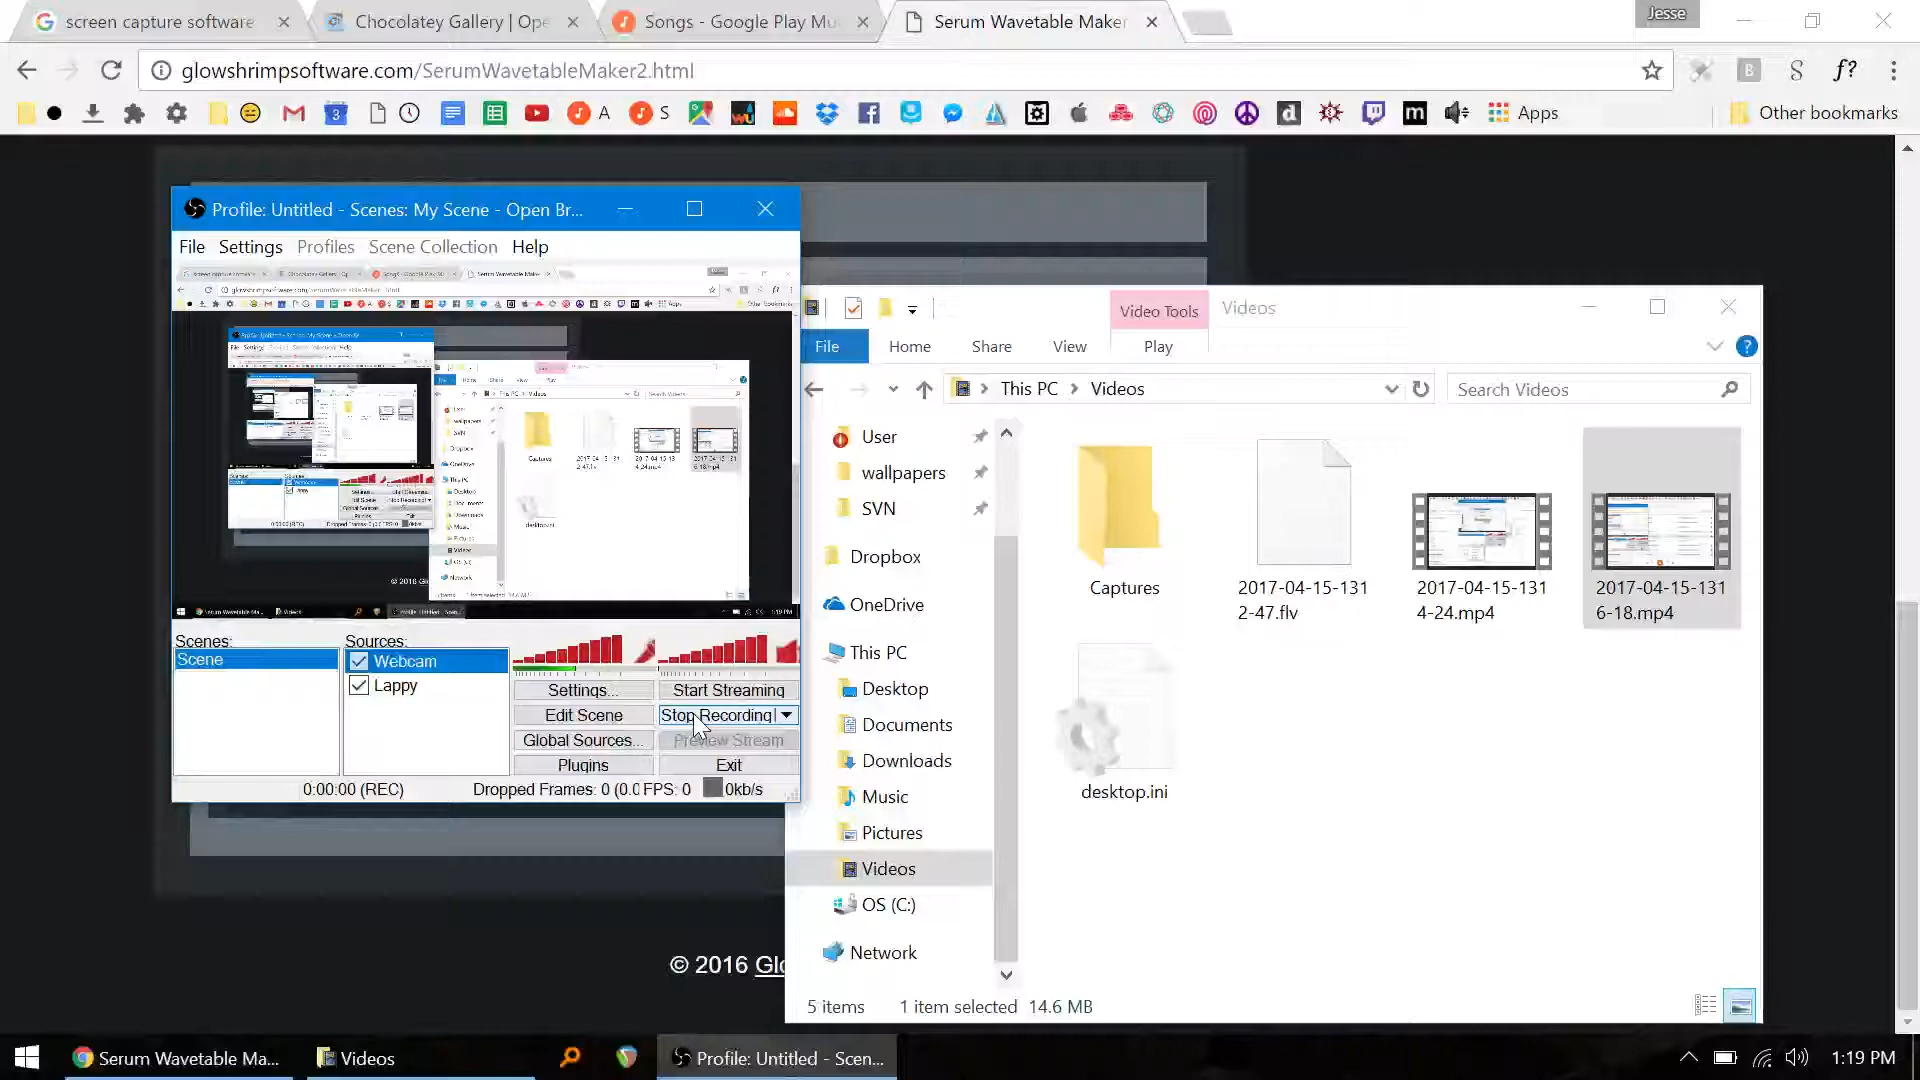 screen capture software
Chocolatey Gallery | Ope
Songs - Google Play Mu
Serum Wavetable Maker
Jesse
glowshrimpsoftware.com/SerumWavetableMaker2.html
A
S
Apps
Other bookmarks
Profile: Untitled - Scenes: My Scene - Open Br...
File Settings Profiles Scene Collection Help
Scenes:
Sources:
Scene
Webcam
Lappy
Settings...
Start Streaming
Edit Scene
Stop Recording
Global Sources...
Preview Stream
Plugins
Exit
0:00:00 (REC)
Dropped Frames: 0 (0.0
FPS: 0
0kb/s
Video Tools
Videos
File
Home
Share
View
Play
This PC
Videos
Search Videos
User
wallpapers
SVN
Dropbox
OneDrive
This PC
Desktop
Documents
Downloads
Music
Pictures
Videos
OS (C:)
Network
Captures
2017-04-15-131
2-47.flv
2017-04-15-131
4-24.mp4
2017-04-15-131
6-18.mp4
desktop.ini
5 items
1 item selected 14.6 MB
© 2016 Glo
Serum Wavetable Ma...
Videos
Profile: Untitled - Scen...
1:19 PM